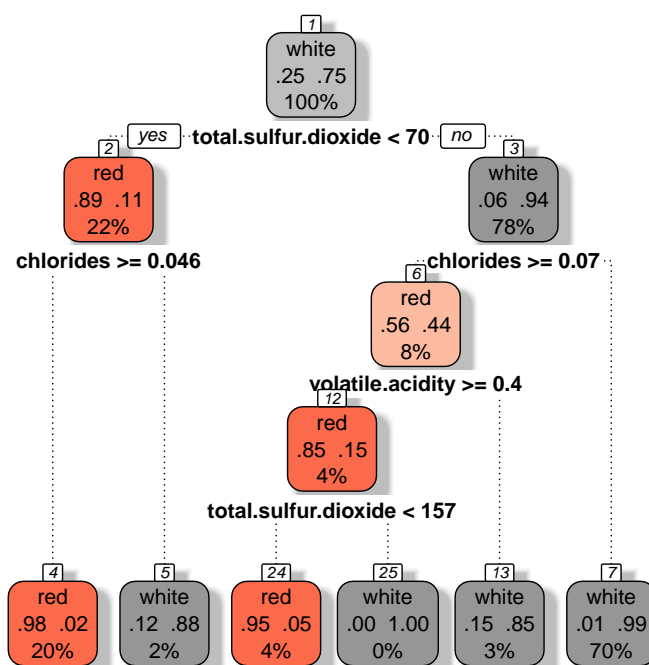 1
white
.25 .75
100%
yes total.sulfur.dioxide < 70 no
2
red
.89 .11
22%
3
white
.06 .94
78%
chlorides >= 0.046
chlorides >= 0.07
6
red
.56 .44
8%
volatile.acidity >= 0.4
12
red
.85 .15
4%
total.sulfur.dioxide < 157
4
red
.98 .02
20%
5
white
.12 .88
2%
24
red
.95 .05
4%
25
white
.00 1.00
0%
13
white
.15 .85
3%
7
white
.01 .99
70%